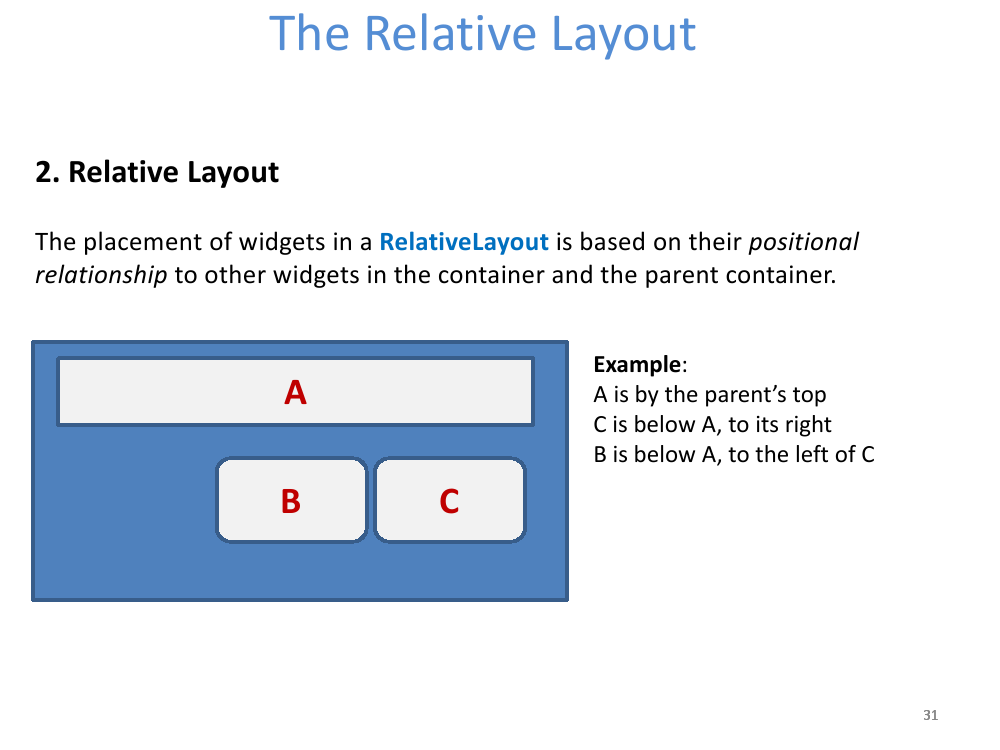 The Relative Layout
2. Relative Layout
The placement of widgets in a RelativeLayout is based on their positional
relationship to other widgets in the container and the parent container.
A
B
C
Example:
A is by the parent’s top
C is below A, to its right
B is below A, to the left of C
31